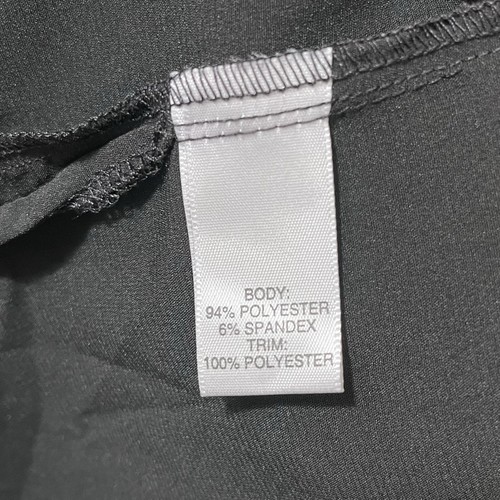 BODY:
94% POLYESTER
6% SPANDEX
TRIM:
100% POLYESTER